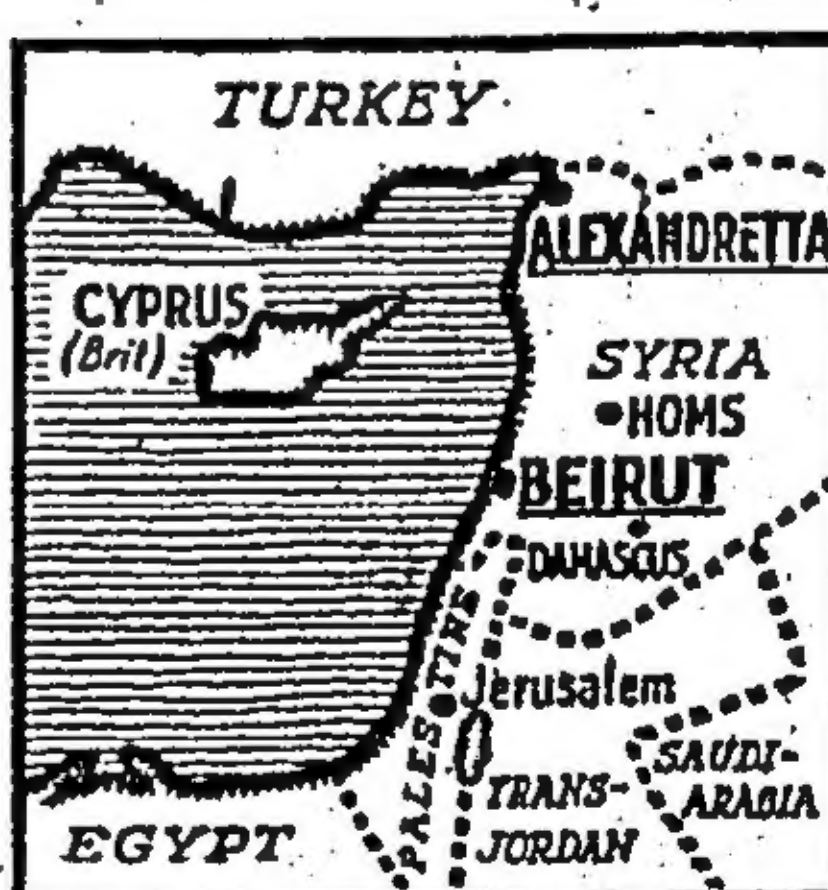 TURKEY
ALEXANDRETTA
CYPRUS
(Brit)
SYRIA
HOMS
BEIRUT
DAMASCUS
PALESTINE
Jerusalem
SAUDI-
ARABIA
TRANS-
JORDAN
EGYPT